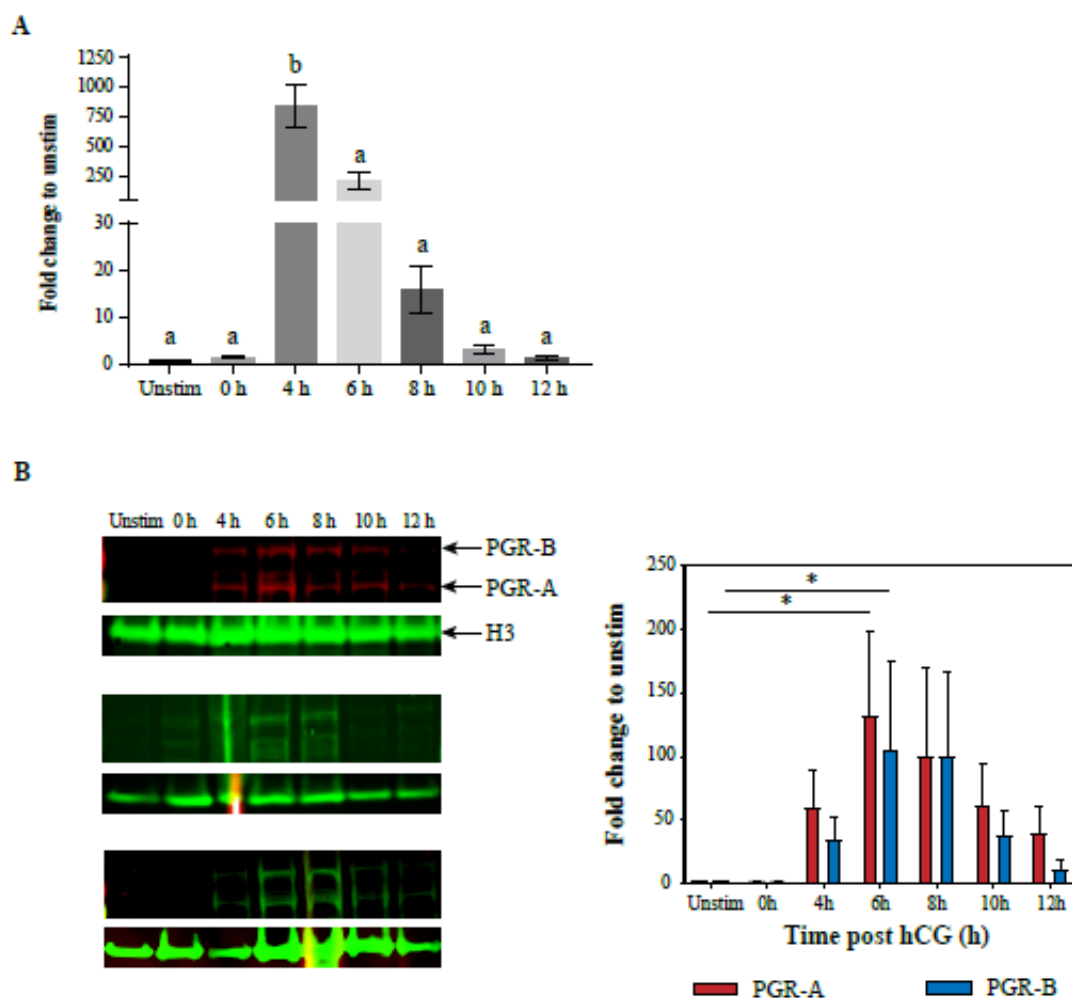 A
Fold change to unstim
1250
1000
750
500
250
30
20
10
0
b
a
a
a
a
a
a
Unstim 0 h 4 h 6 h 8 h 10 h 12 h
B
Unstim 0 h 4 h 6 h 8 h 10 h 12 h
PGR-B
PGR-A
H3
Fold change to unstim
250
200
150
100
50
0
*
*
Unstim 0h 4h 6h 8h 10h 12h
Time post hCG (h)
PGR-A PGR-B